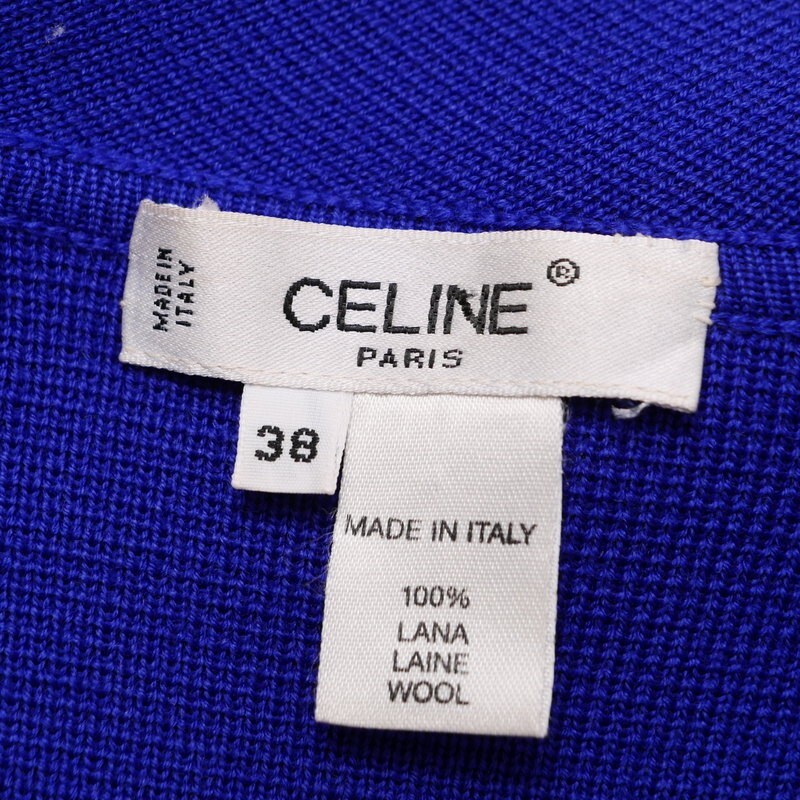 MADE IN
ITALY
CELINE®
PARIS
38
MADE IN ITALY
100%
LANA
LAINE
WOOL